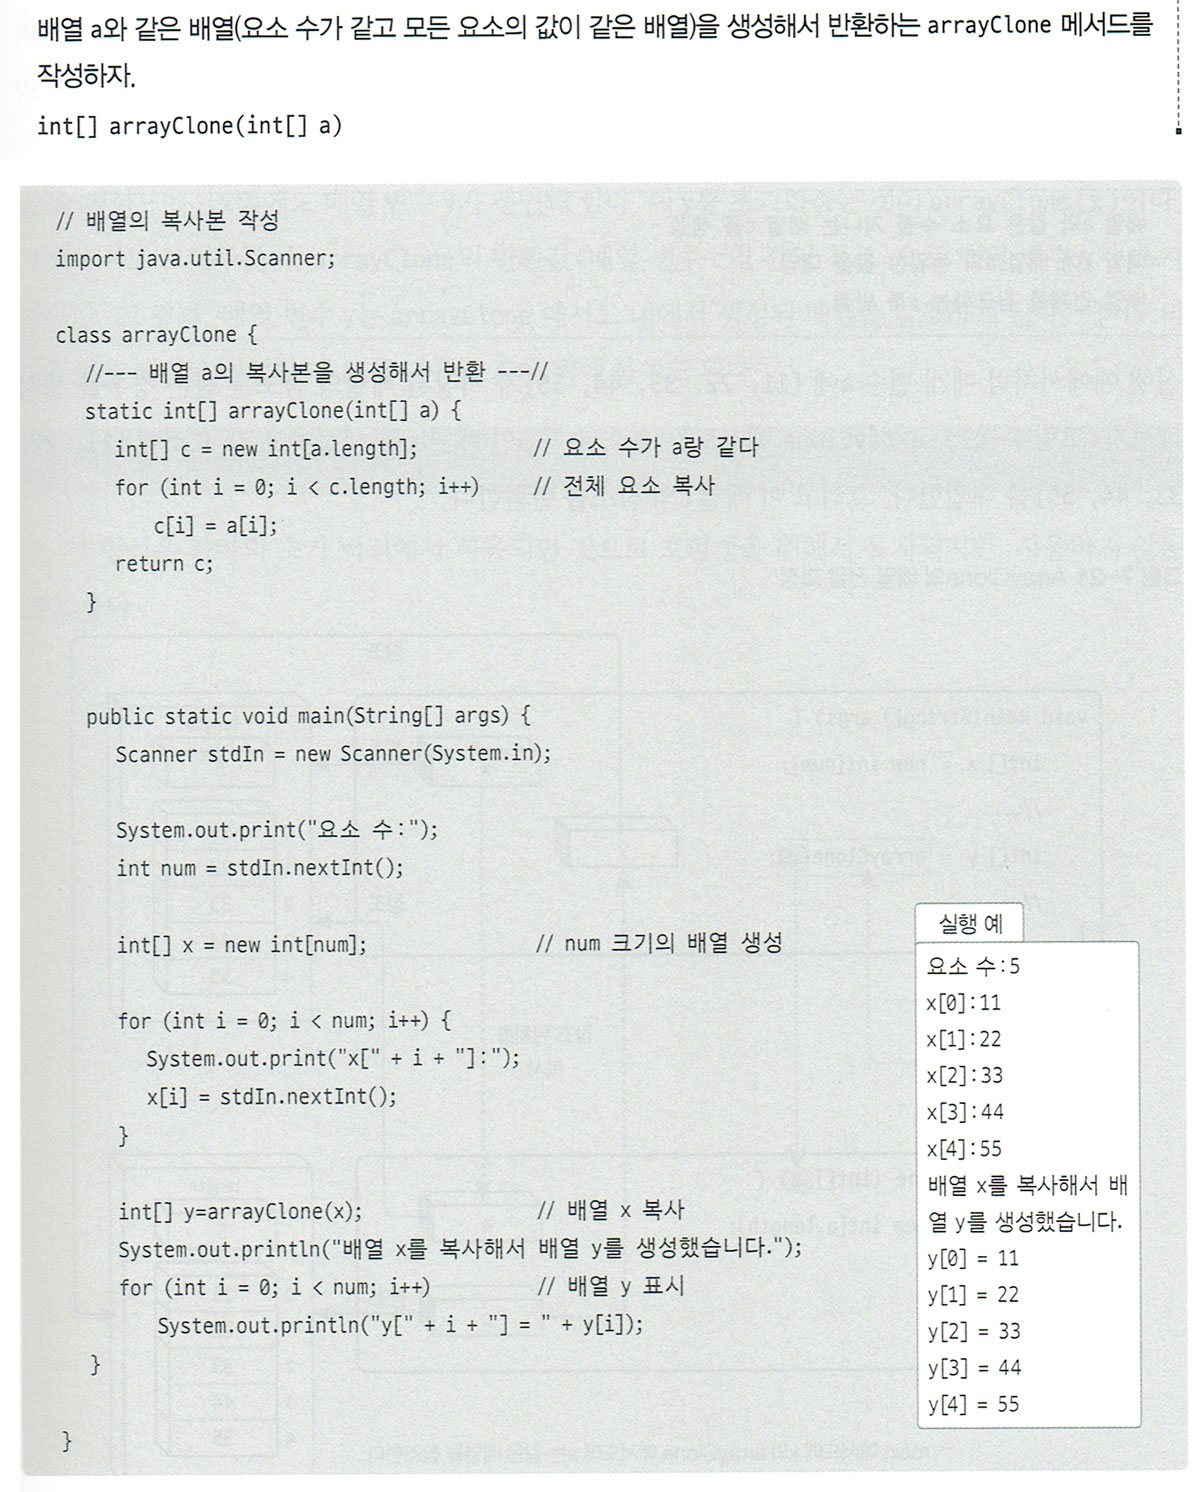 배열 a와 같은 배열(요소 수가 같고 모든 요소의 값이 같은 배열)을 생성해서 반환하는 arrayClone 메서드를
작성하자.
int[] arrayClone(int[] a)
// 배열의 복사본 작성
import java.util.Scanner;
class arrayClone {
//--- 배열 a의 복사본을 생성해서 반환 ---//
static int[] arrayClone(int[] a) {
int[] c = new int[a.length]; // 요소 수가 a랑 같다
for (int i = 0; i < c.length; i++) // 전체 요소 복사
c[i] = a[i];
return c;
}
public static void main(String[] args) {
Scanner stdIn = new Scanner(System.in);
System.out.print("요소 수:");
int num = stdIn.nextInt();
int[] x = new int[num]; // num 크기의 배열 생성
for (int i = 0; i < num; i++) {
System.out.print("x[" + i + "]:");
x[i] = stdIn.nextInt();
}
int[] y=arrayClone(x); // 배열 x 복사
System.out.println("배열 x를 복사해서 배열 y를 생성했습니다.");
for (int i = 0; i < num; i++) // 배열 y 표시
System.out.println("y[" + i + "] = " + y[i]);
}
}
실행 예
요소 수:5
x[0]:11
x[1]:22
x[2]:33
x[3]:44
x[4]:55
배열 x를 복사해서 배
열 y를 생성했습니다.
y[0] = 11
y[1] = 22
y[2] = 33
y[3] = 44
y[4] = 55